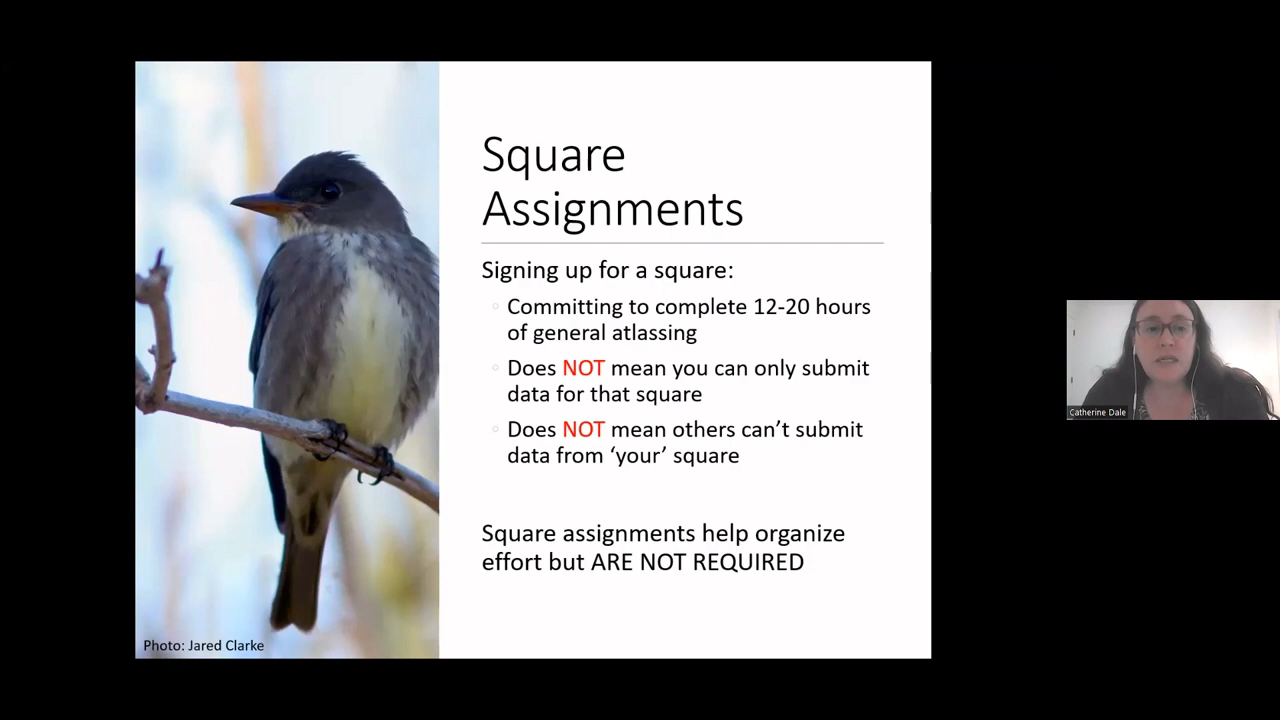 Square
Assignments
Signing up for a square:
Committing to complete 12-20 hours
of general atlassing
Does NOT mean you can only submit
data for that square
Does NOT mean others can’t submit
data from ‘your’ square
Square assignments help organize
effort but ARE NOT REQUIRED
Photo: Jared Clarke
Catherine Dale